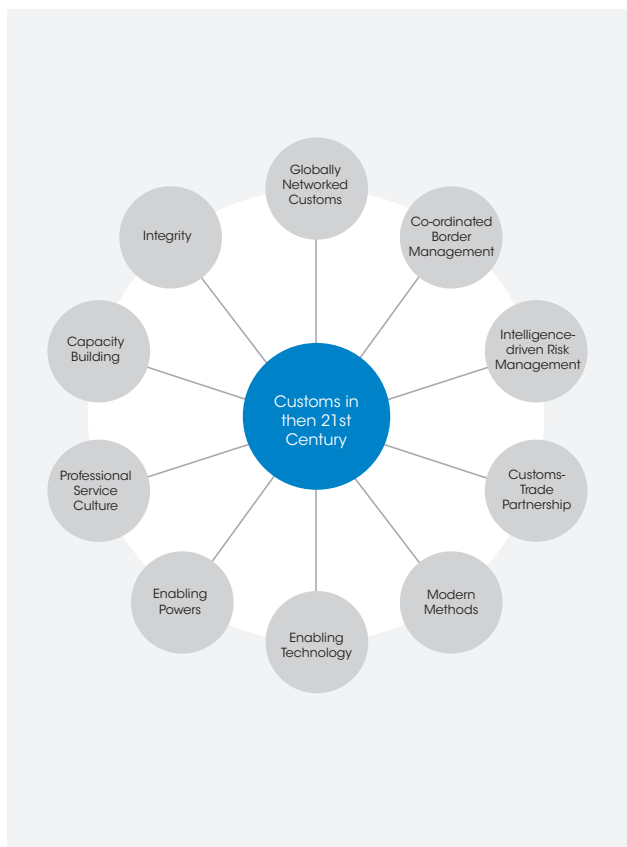 Globally
Networked
Customs
Co-ordinated
Border
Management
Intelligence-
driven Risk
Management
Customs-
Trade
Partnership
Modern
Methods
Enabling
Technology
Enabling
Powers
Professional
Service
Culture
Capacity
Building
Integrity
Customs in
then 21st
Century